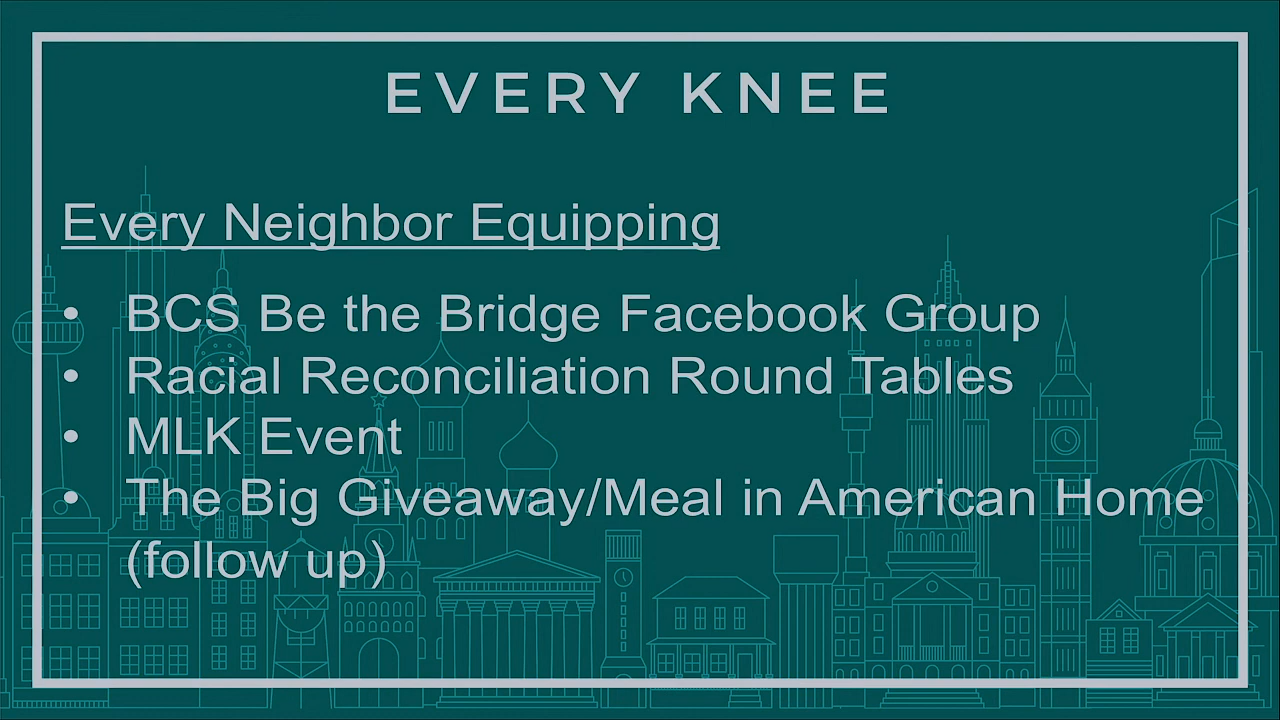 EVERY KNEE
Every Neighbor Equipping
• BCS Be the Bridge Facebook Group
• Racial Reconciliation Round Tables
• MLK Event
• The Big Giveaway/Meal in American Home
(follow up)